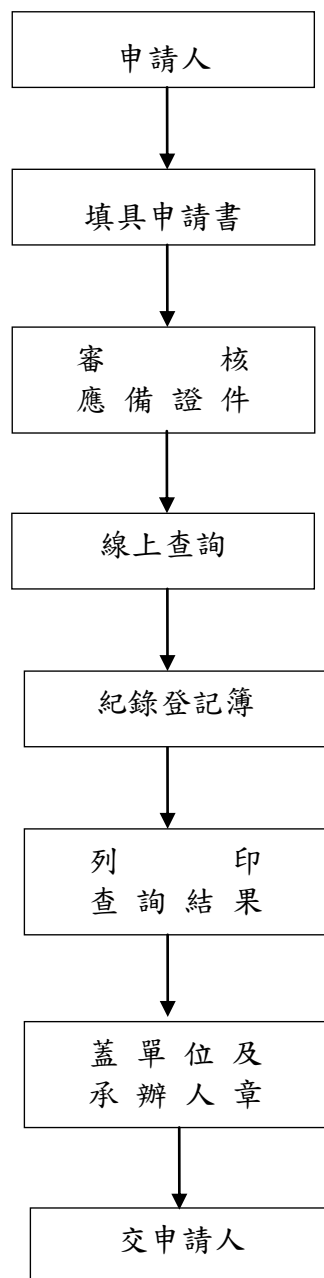 申請人
填具申請書
審核
應備證件
線上查詢
紀錄登記簿
列印
查詢結果
蓋單位及
承辦人章
交申請人